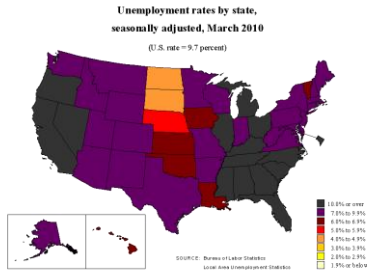 Unemployment rates by state,
seasonally adjusted, March 2010
(U.S. rate = 9.7 percent)
10.0% or over
7.0% to 9.9%
6.0% to 6.9%
5.0% to 5.9%
4.0% to 4.9%
3.0% to 3.9%
2.0% to 2.9%
1.9% or below
SOURCE: Bureau of Labor Statistics
Local Area Unemployment Statistics